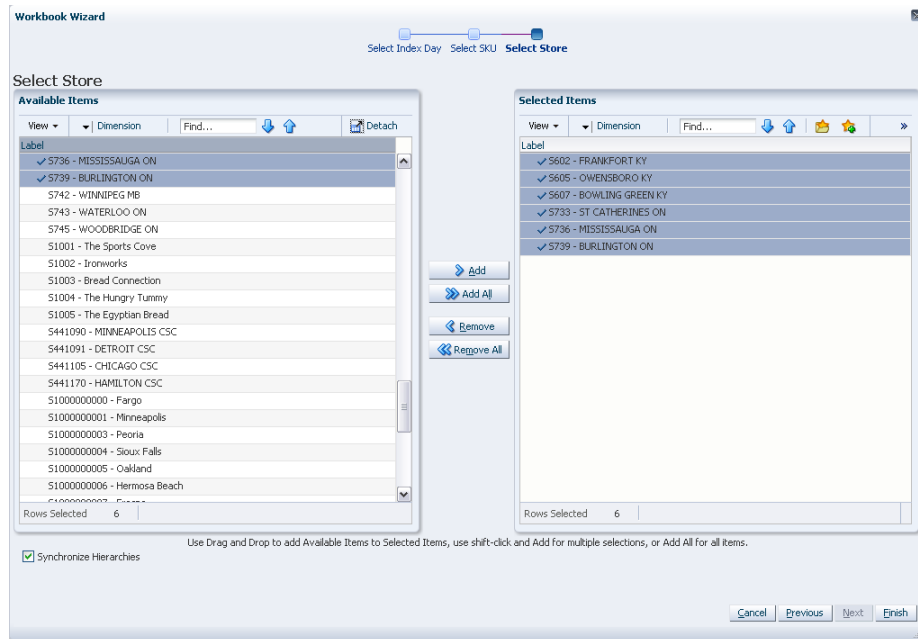 Workbook Wizard
Select Index Day Select SKU Select Store
Select Store
Available Items
View Dimension Find... Detach
Label
S736 - MISSISSAUGA ON
S739 - BURLINGTON ON
S742 - WINNIPEG MB
S743 - WATERLOO ON
S745 - WOODBRIDGE ON
S1001 - The Sports Cove
S1002 - Ironworks
S1003 - Bread Connection
S1004 - The Hungry Tummy
S1005 - The Egyptian Bread
S441090 - MINNEAPOLIS CSC
S441091 - DETROIT CSC
S441105 - CHICAGO CSC
S441170 - HAMILTON CSC
S1000000000 - Fargo
S1000000001 - Minneapolis
S1000000003 - Peoria
S1000000004 - Sioux Falls
S1000000005 - Oakland
S1000000006 - Hermosa Beach
Rows Selected 6
Add
Add All
Remove
Remove All
Selected Items
View Dimension Find... »
Label
S602 - FRANKFORT KY
S605 - OWENSBORO KY
S607 - BOWLING GREEN KY
S733 - ST CATHERINES ON
S736 - MISSISSAUGA ON
S739 - BURLINGTON ON
Rows Selected 6
Use Drag and Drop to add Available Items to Selected Items, use shift-click and Add for multiple selections, or Add All for all items.
Synchronize Hierarchies
Cancel Previous Next Finish